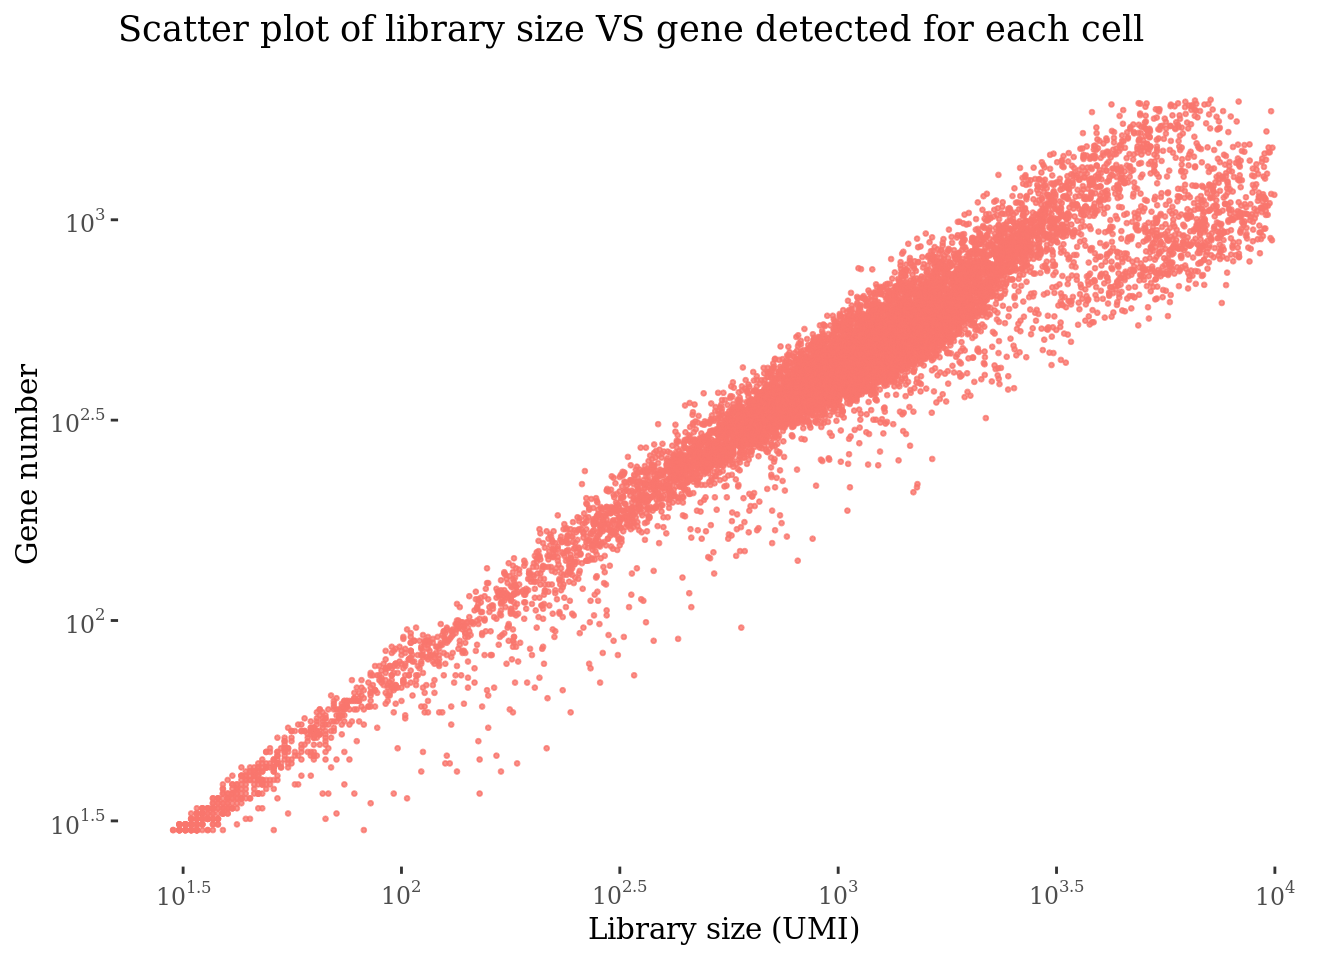 Scatter plot of library size VS gene detected for each cell
Gene number
10^3
10^2.5
10^2
10^1.5
10^1.5 10^2 10^2.5 10^3 10^3.5 10^4
Library size (UMI)